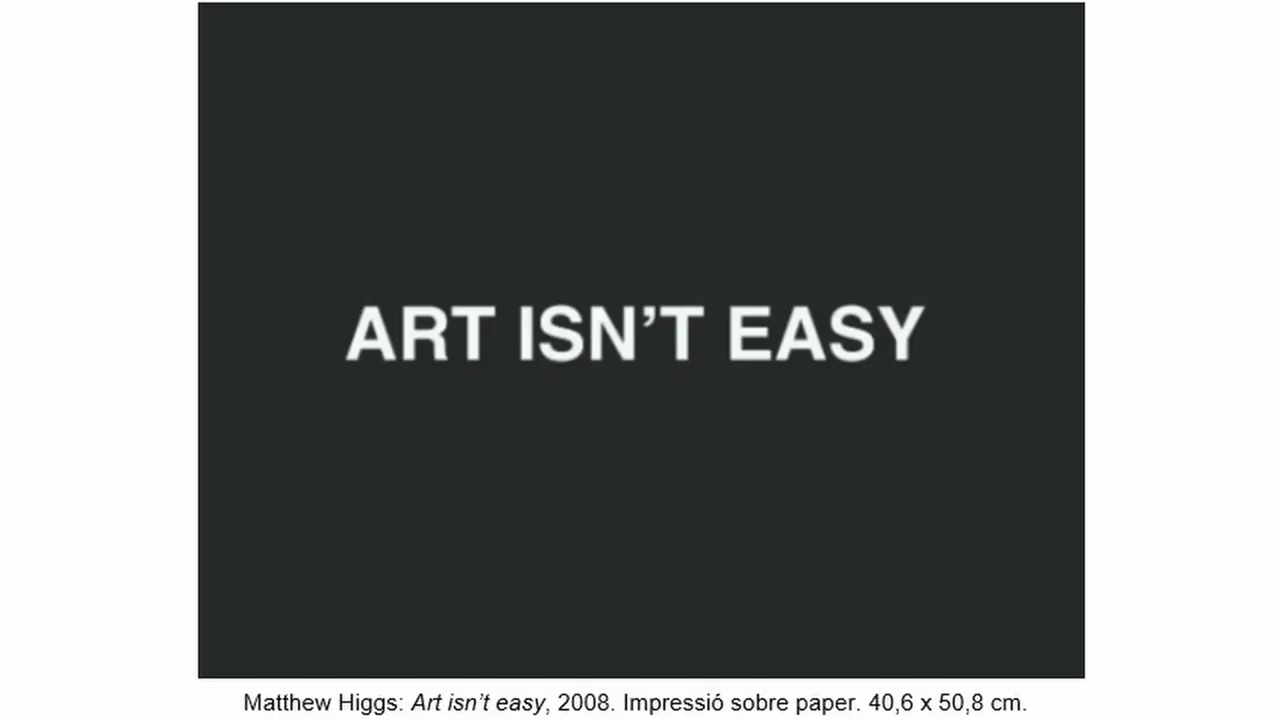 ART ISN’T EASY
Matthew Higgs: Art isn’t easy, 2008. Impressió sobre paper. 40,6 x 50,8 cm.